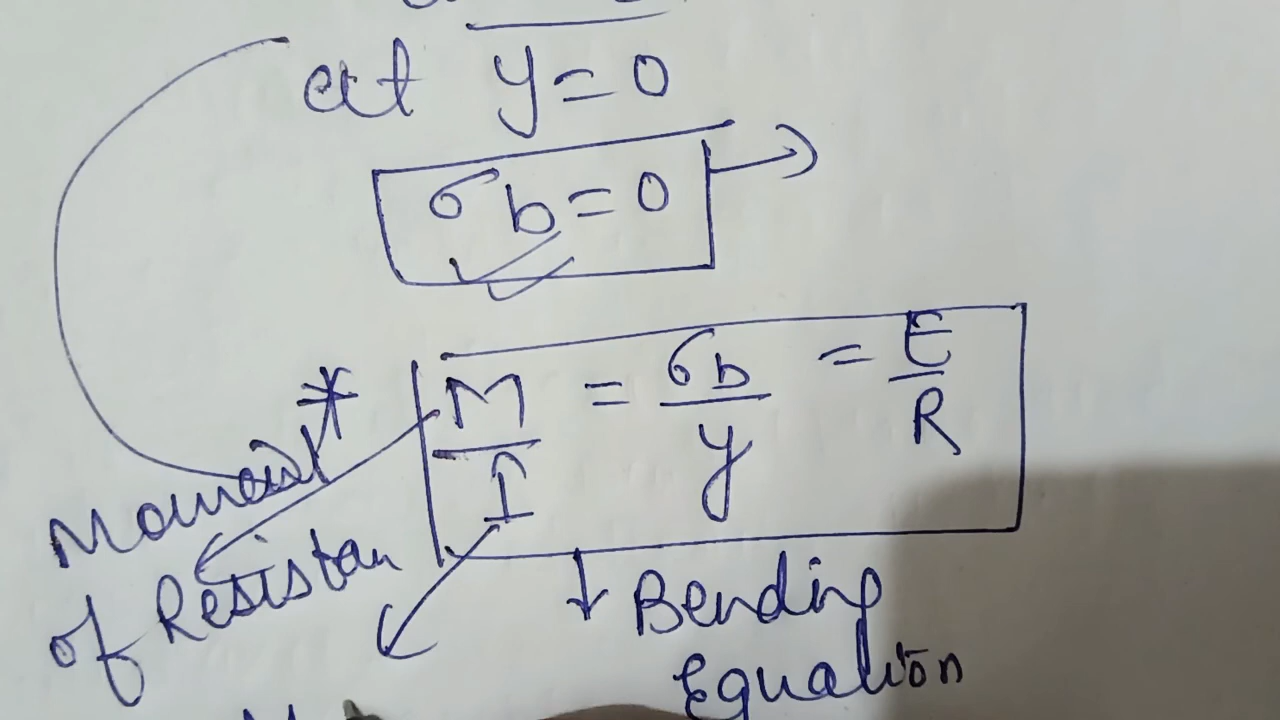 at y = 0
σb = 0
M/I = σb/y = E/R
*
Moment
of Resistan
Bending
Equation